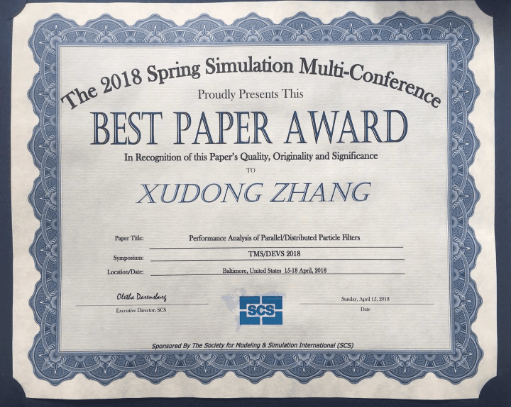 The 2018 Spring Simulation Multi-Conference
Proudly Presents This
BEST PAPER AWARD
In Recognition of this Paper's Quality, Originality and Significance
TO
XUDONG ZHANG
Paper Title: Performance Analysis of Parallel/Distributed Particle Filters
Symposium: TMS/DEVS 2018
Location/Date: Baltimore, United States 15-18 April, 2018
Oletha Darensburg
Executive Director, SCS
SCS
Sunday, April 15, 2018
Date
Sponsored By The Society for Modeling & Simulation International (SCS)